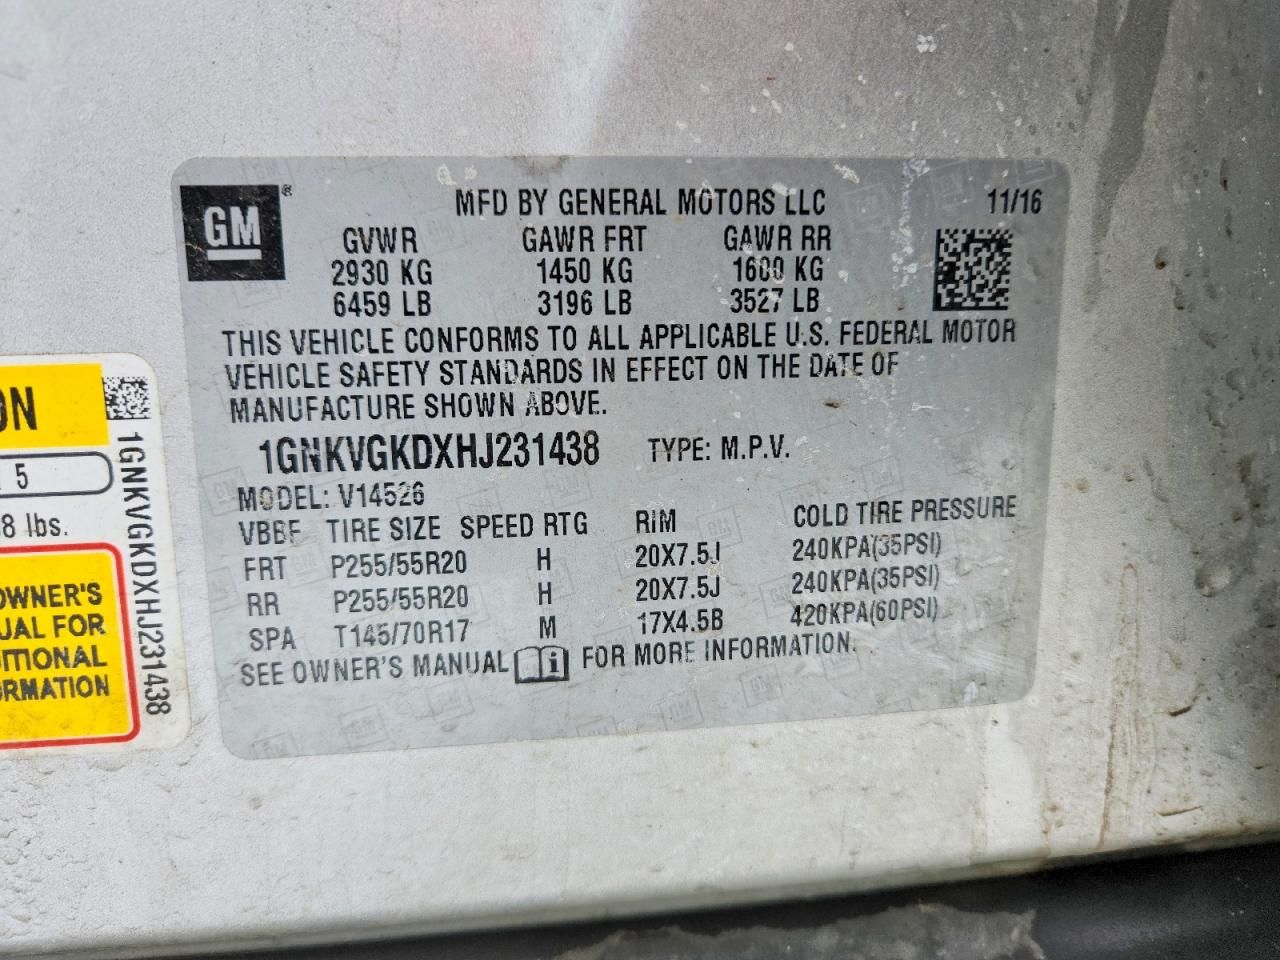 GM®
MFD BY GENERAL MOTORS LLC 11/16
GVWR GAWR FRT GAWR RR
2930 KG 1450 KG 1600 KG
6459 LB 3196 LB 3527 LB
THIS VEHICLE CONFORMS TO ALL APPLICABLE U.S. FEDERAL MOTOR
VEHICLE SAFETY STANDARDS IN EFFECT ON THE DATE OF
MANUFACTURE SHOWN ABOVE.
1GNKVGKDXHJ231438 TYPE: M.P.V.
MODEL: V14526
VBBF TIRE SIZE SPEED RTG RIM COLD TIRE PRESSURE
FRT P255/55R20 H 20X7.5J 240KPA(35PSI)
RR P255/55R20 H 20X7.5J 240KPA(35PSI)
SPA T145/70R17 M 17X4.5B 420KPA(60PSI)
SEE OWNER'S MANUAL FOR MORE INFORMATION.
ON
5
8 lbs.
OWNER'S
UAL FOR
ITIONAL
ORMATION
1GNKVGKDXHJ231438